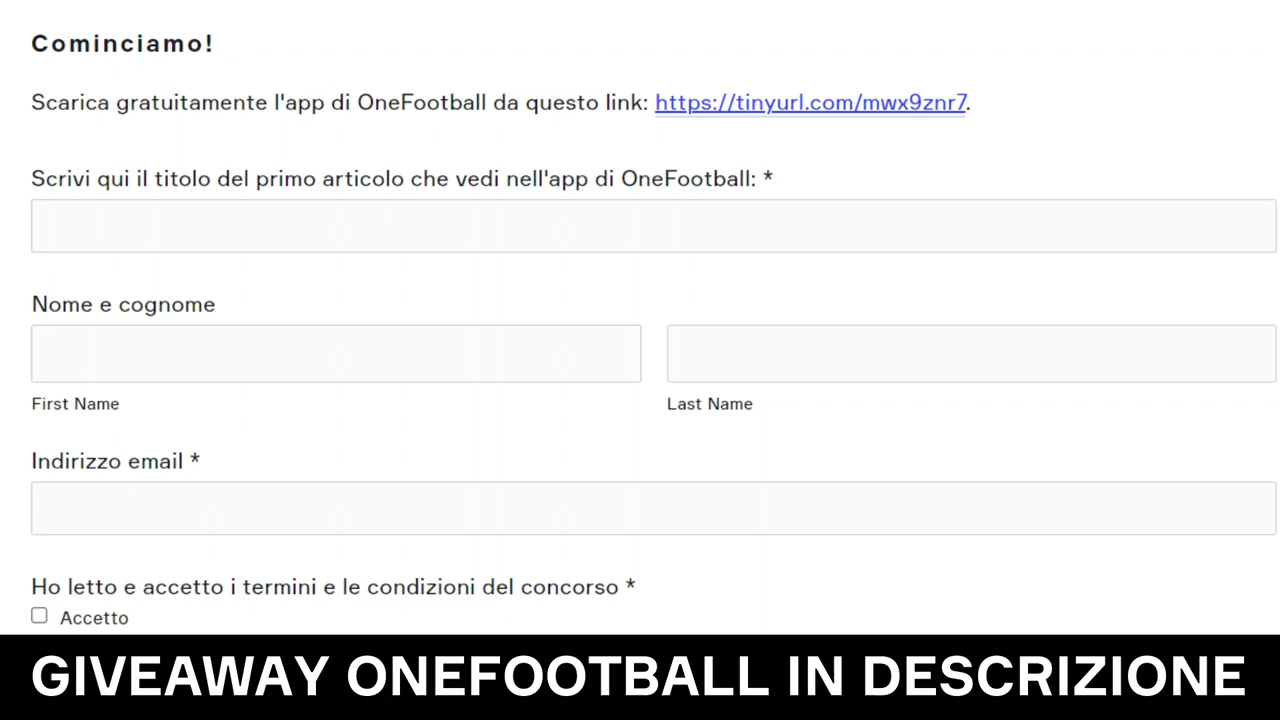 Cominciamo!
Scarica gratuitamente l'app di OneFootball da questo link: https://tinyurl.com/mwx9znr7.
Scrivi qui il titolo del primo articolo che vedi nell'app di OneFootball: *
Nome e cognome
First Name
Last Name
Indirizzo email *
Ho letto e accetto i termini e le condizioni del concorso *
Accetto
GIVEAWAY ONEFOOTBALL IN DESCRIZIONE